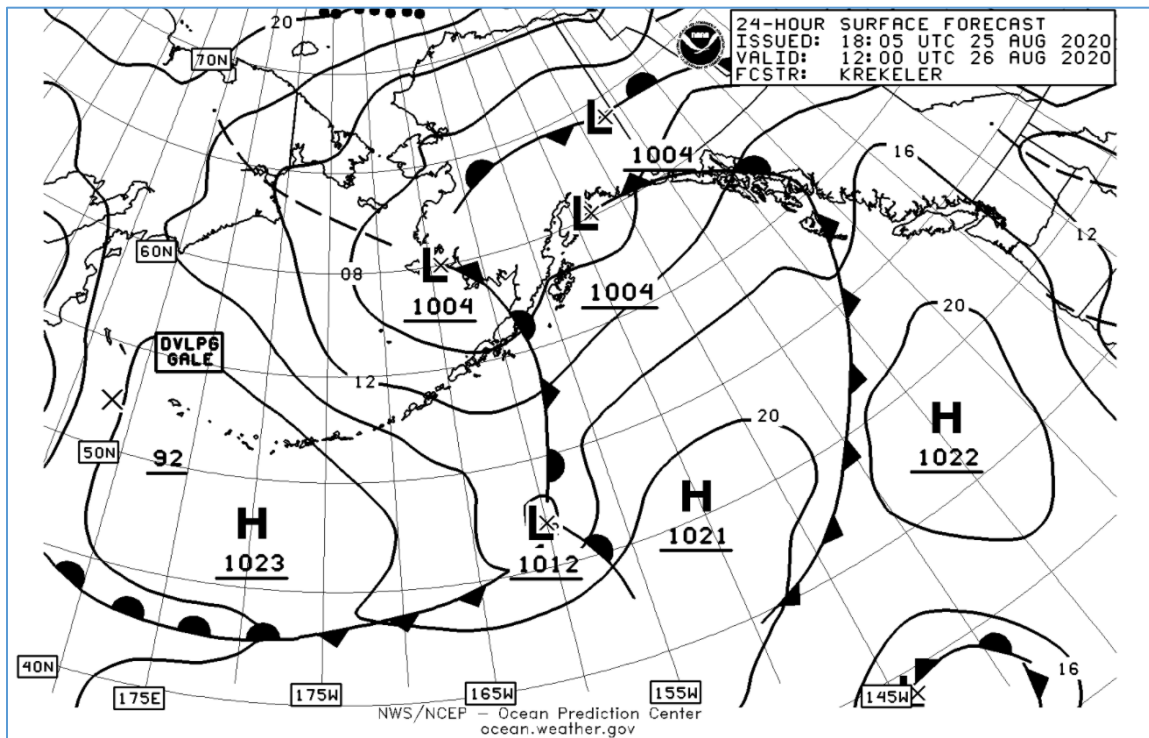 24-HOUR SURFACE FORECAST
ISSUED: 18:05 UTC 25 AUG 2020
VALID: 12:00 UTC 26 AUG 2020
FCSTR: KREKELER
20
70N
L
1004
16
L
60N
12
L
08
1004
1004
20
DVLPG
GALE
12
H
1022
20
50N
92
H
1021
H
1023
L
1012
40N
16
175E
175W
165W
155W
145W
NWS/NCEP – Ocean Prediction Center
ocean.weather.gov